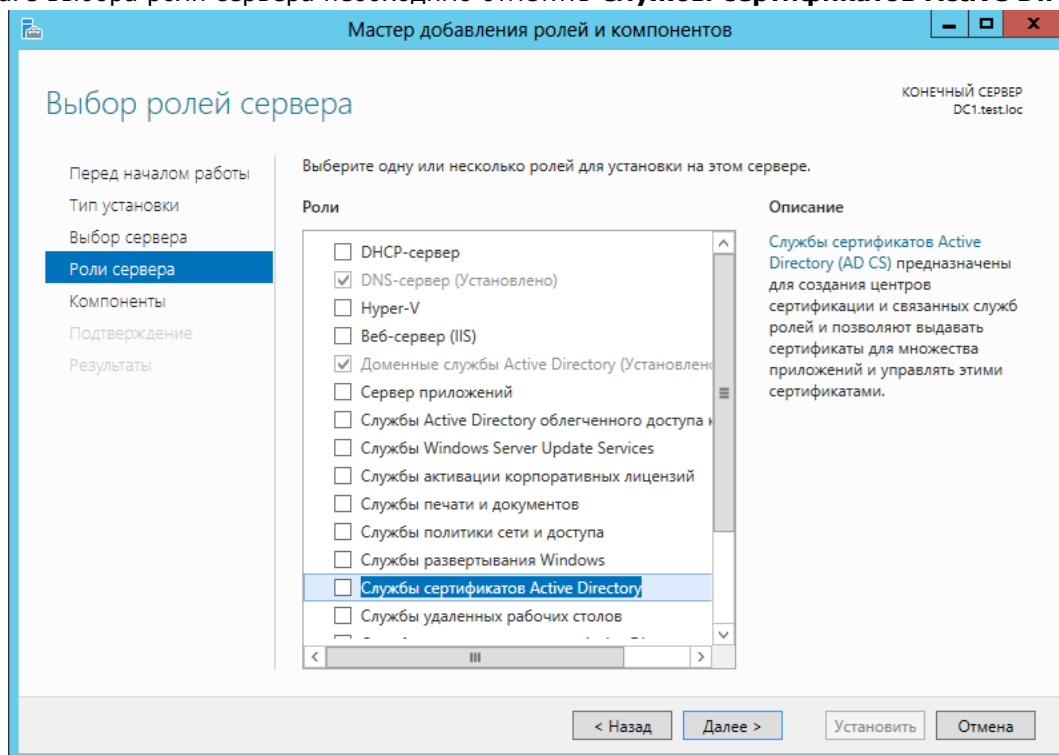 выбора роли сервера необходимо отметить
Мастер добавления ролей и компонентов
Выбор ролей сервера
КОНЕЧНЫЙ СЕРВЕР
DC1.test.loc
Перед началом работы
Тип установки
Выбор сервера
Роли сервера
Компоненты
Подтверждение
Результаты
Выберите одну или несколько ролей для установки на этом сервере.
Роли
DHCP-сервер
DNS-сервер (Установлено)
Hyper-V
Веб-сервер (IIS)
Доменные службы Active Directory (Установлено
Сервер приложений
Службы Active Directory облегченного доступа к
Службы Windows Server Update Services
Службы активации корпоративных лицензий
Службы печати и документов
Службы политики сети и доступа
Службы развертывания Windows
Службы сертификатов Active Directory
Службы удаленных рабочих столов
Описание
Службы сертификатов Active
Directory (AD CS) предназначены
для создания центров
сертификации и связанных служб
ролей и позволяют выдавать
сертификаты для множества
приложений и управлять этими
сертификатами.
< Назад
Далее >
Установить
Отмена